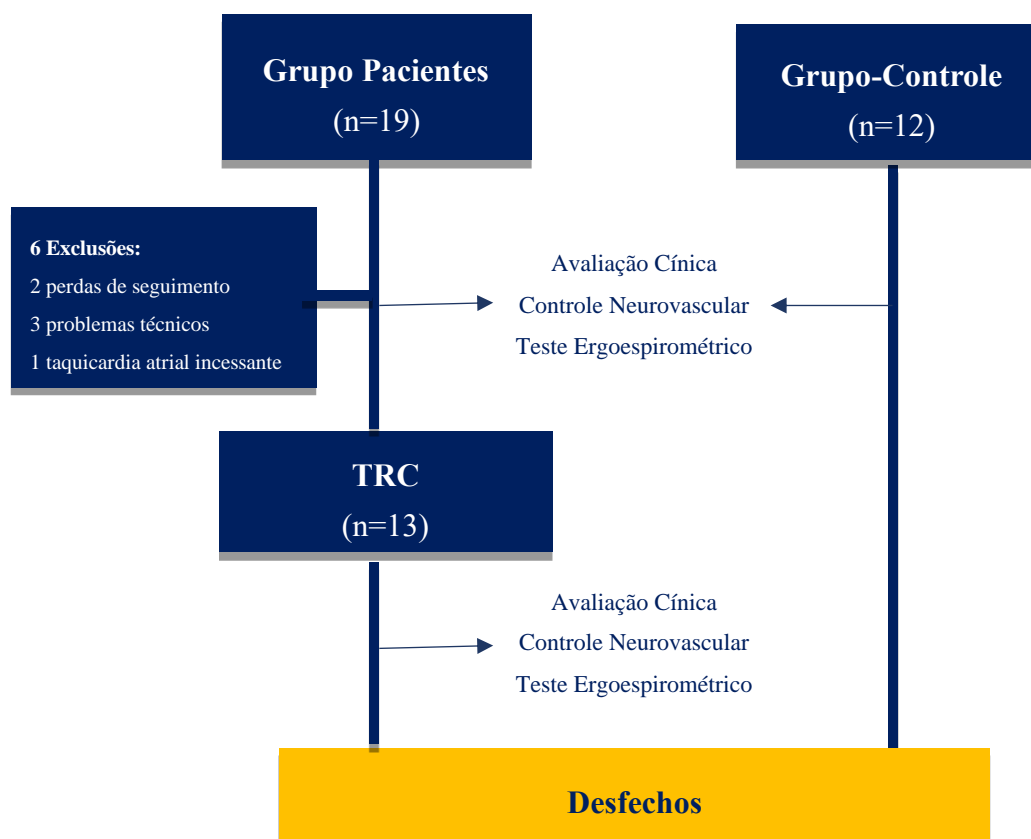 Grupo Pacientes
(n=19)
Grupo-Controle
(n=12)
6 Exclusões:
2 perdas de seguimento
3 problemas técnicos
1 taquicardia atrial incessante
Avaliação Cínica
Controle Neurovascular
Teste Ergoespirométrico
TRC
(n=13)
Avaliação Cínica
Controle Neurovascular
Teste Ergoespirométrico
Desfechos